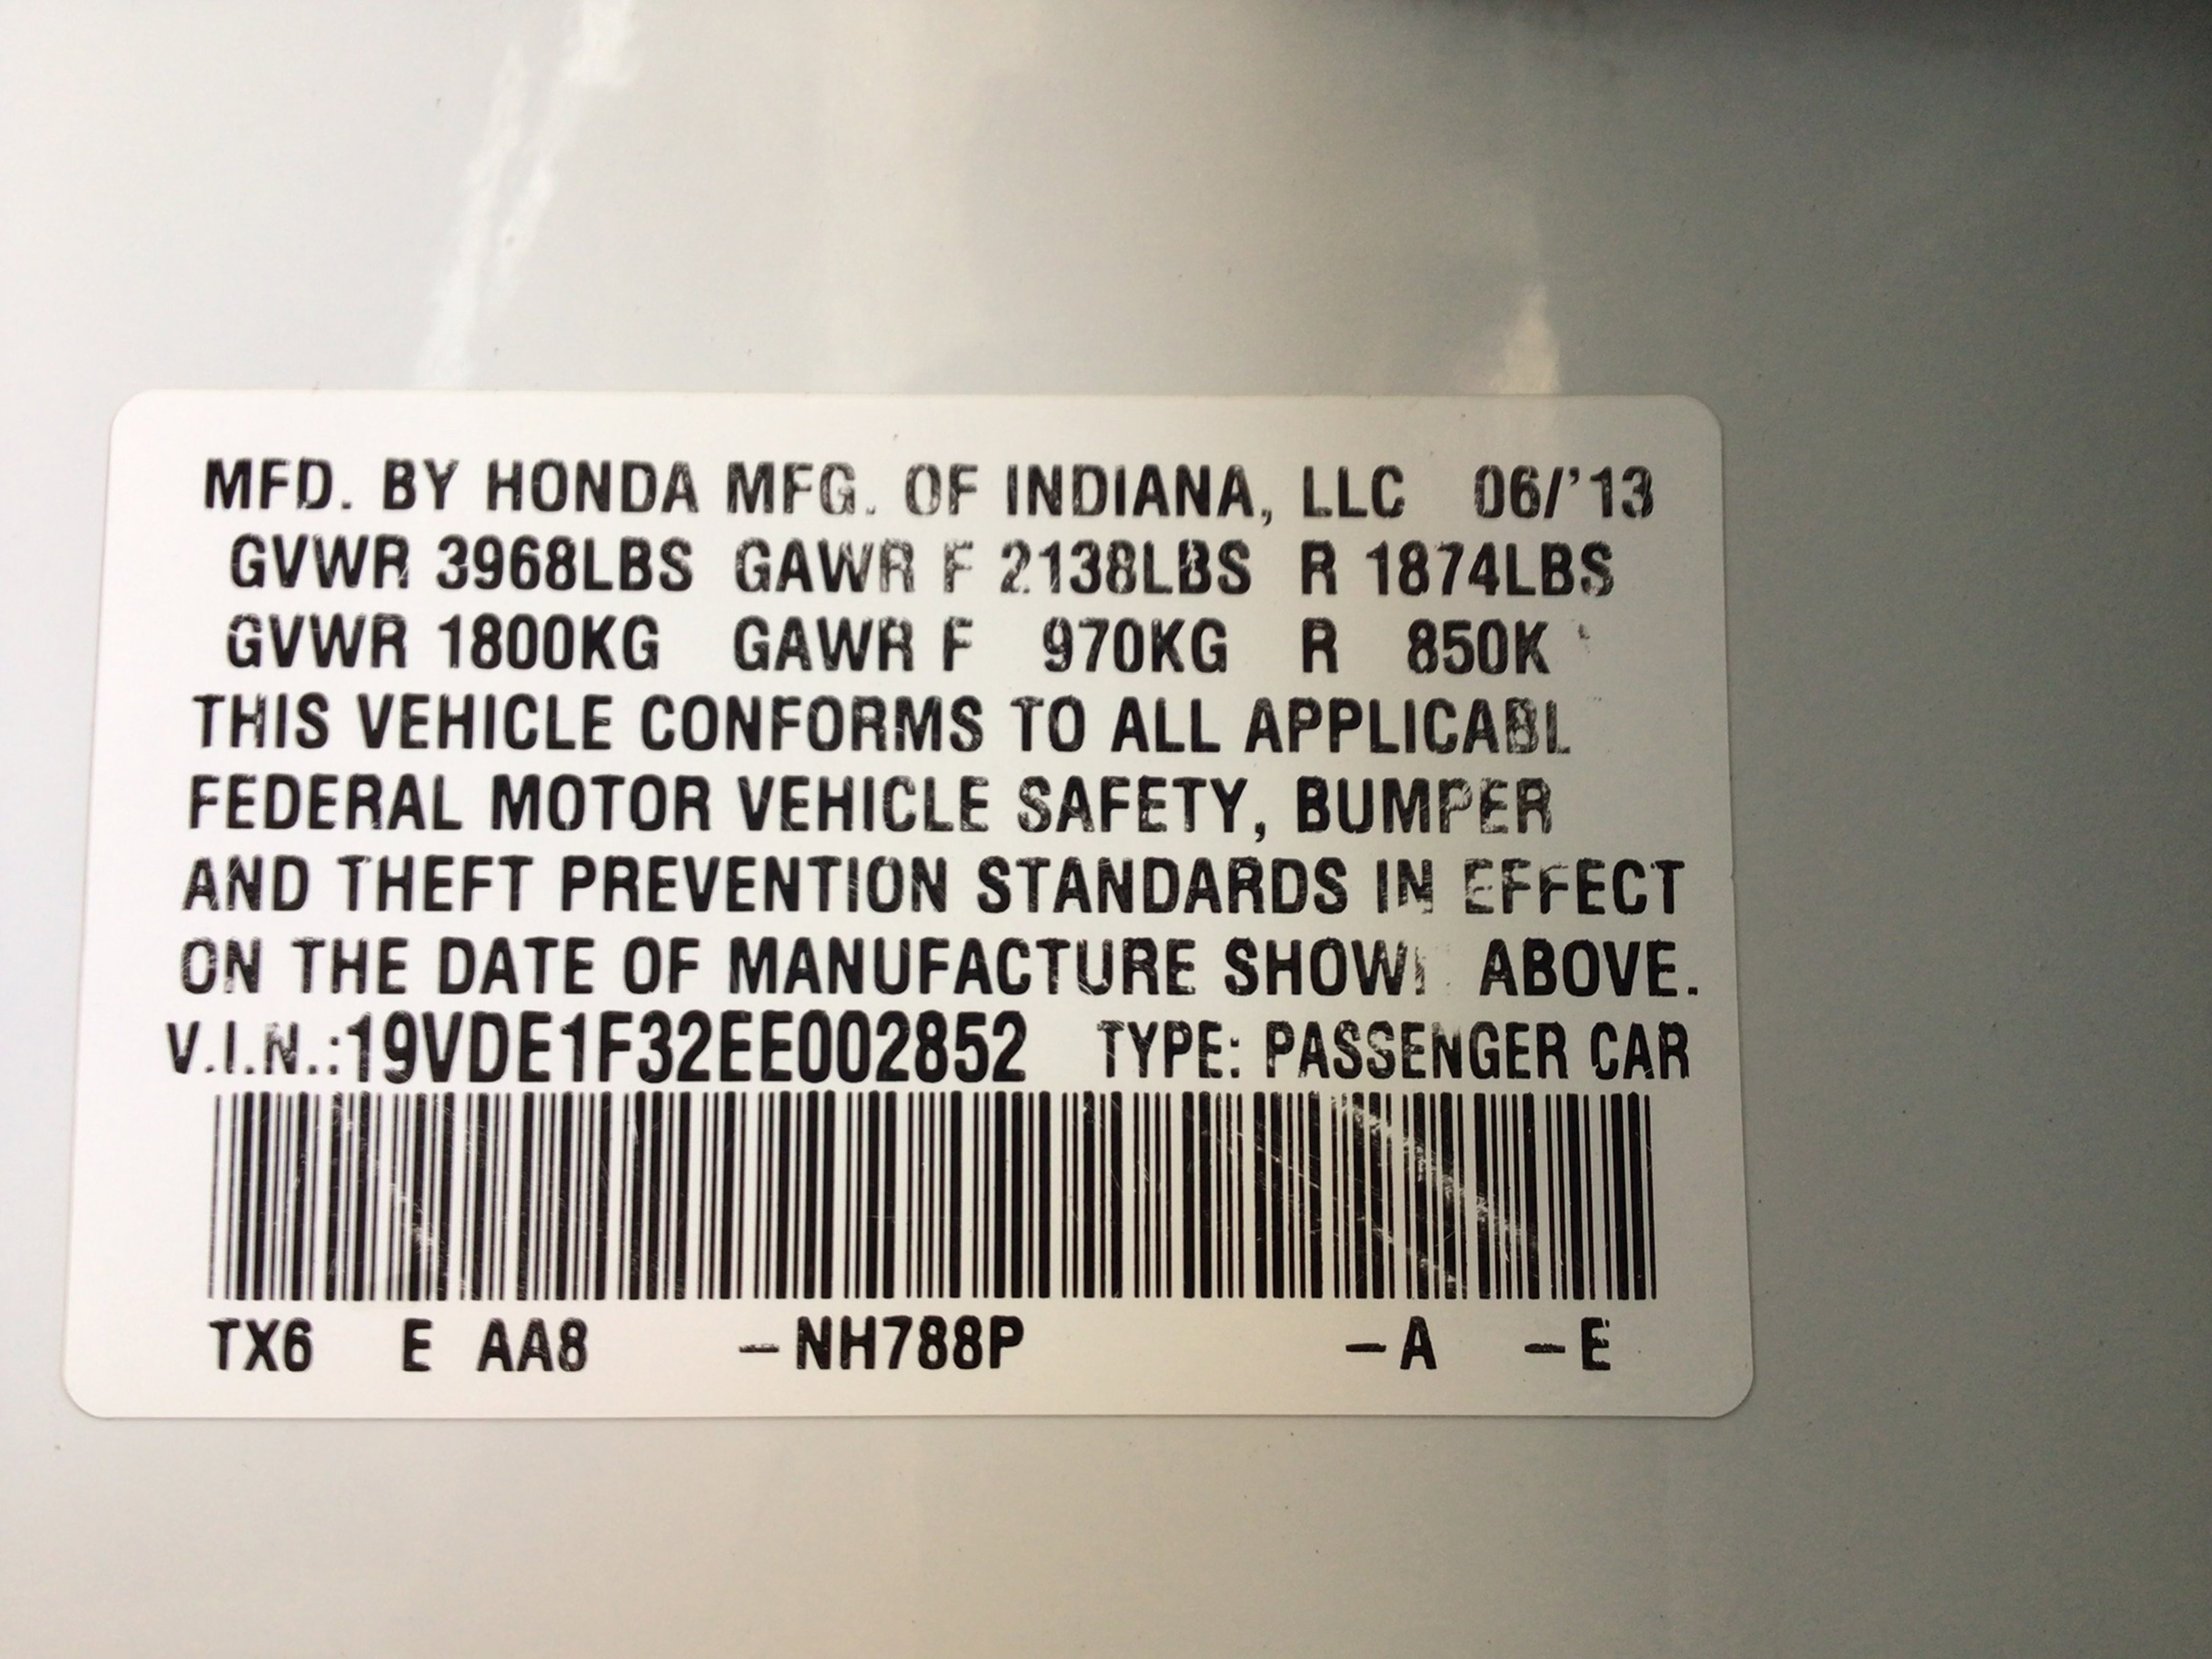 MFD. BY HONDA MFG. OF INDIANA, LLC 06/'13
GVWR 3968LBS GAWR F 2138LBS R 1874LBS
GVWR 1800KG GAWR F 970KG R 850K
THIS VEHICLE CONFORMS TO ALL APPLICABL
FEDERAL MOTOR VEHICLE SAFETY, BUMPER
AND THEFT PREVENTION STANDARDS IN EFFECT
ON THE DATE OF MANUFACTURE SHOW ABOVE.
V.I.N.:19VDE1F32EE002852 TYPE: PASSENGER CAR
TX6 E AA8 -NH788P -A -E